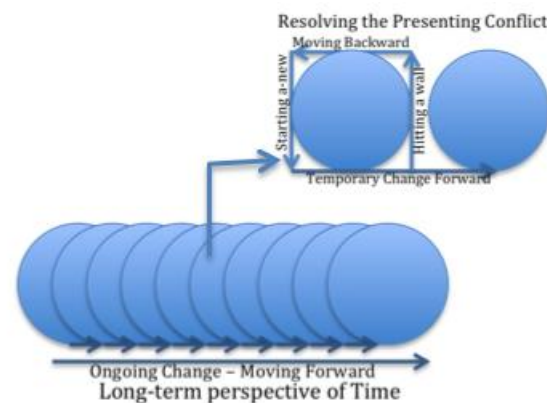 Resolving the Presenting Conflict
Moving Backward
Starting a-new
Hitting a wall
Temporary Change Forward
Ongoing Change – Moving Forward
Long-term perspective of Time